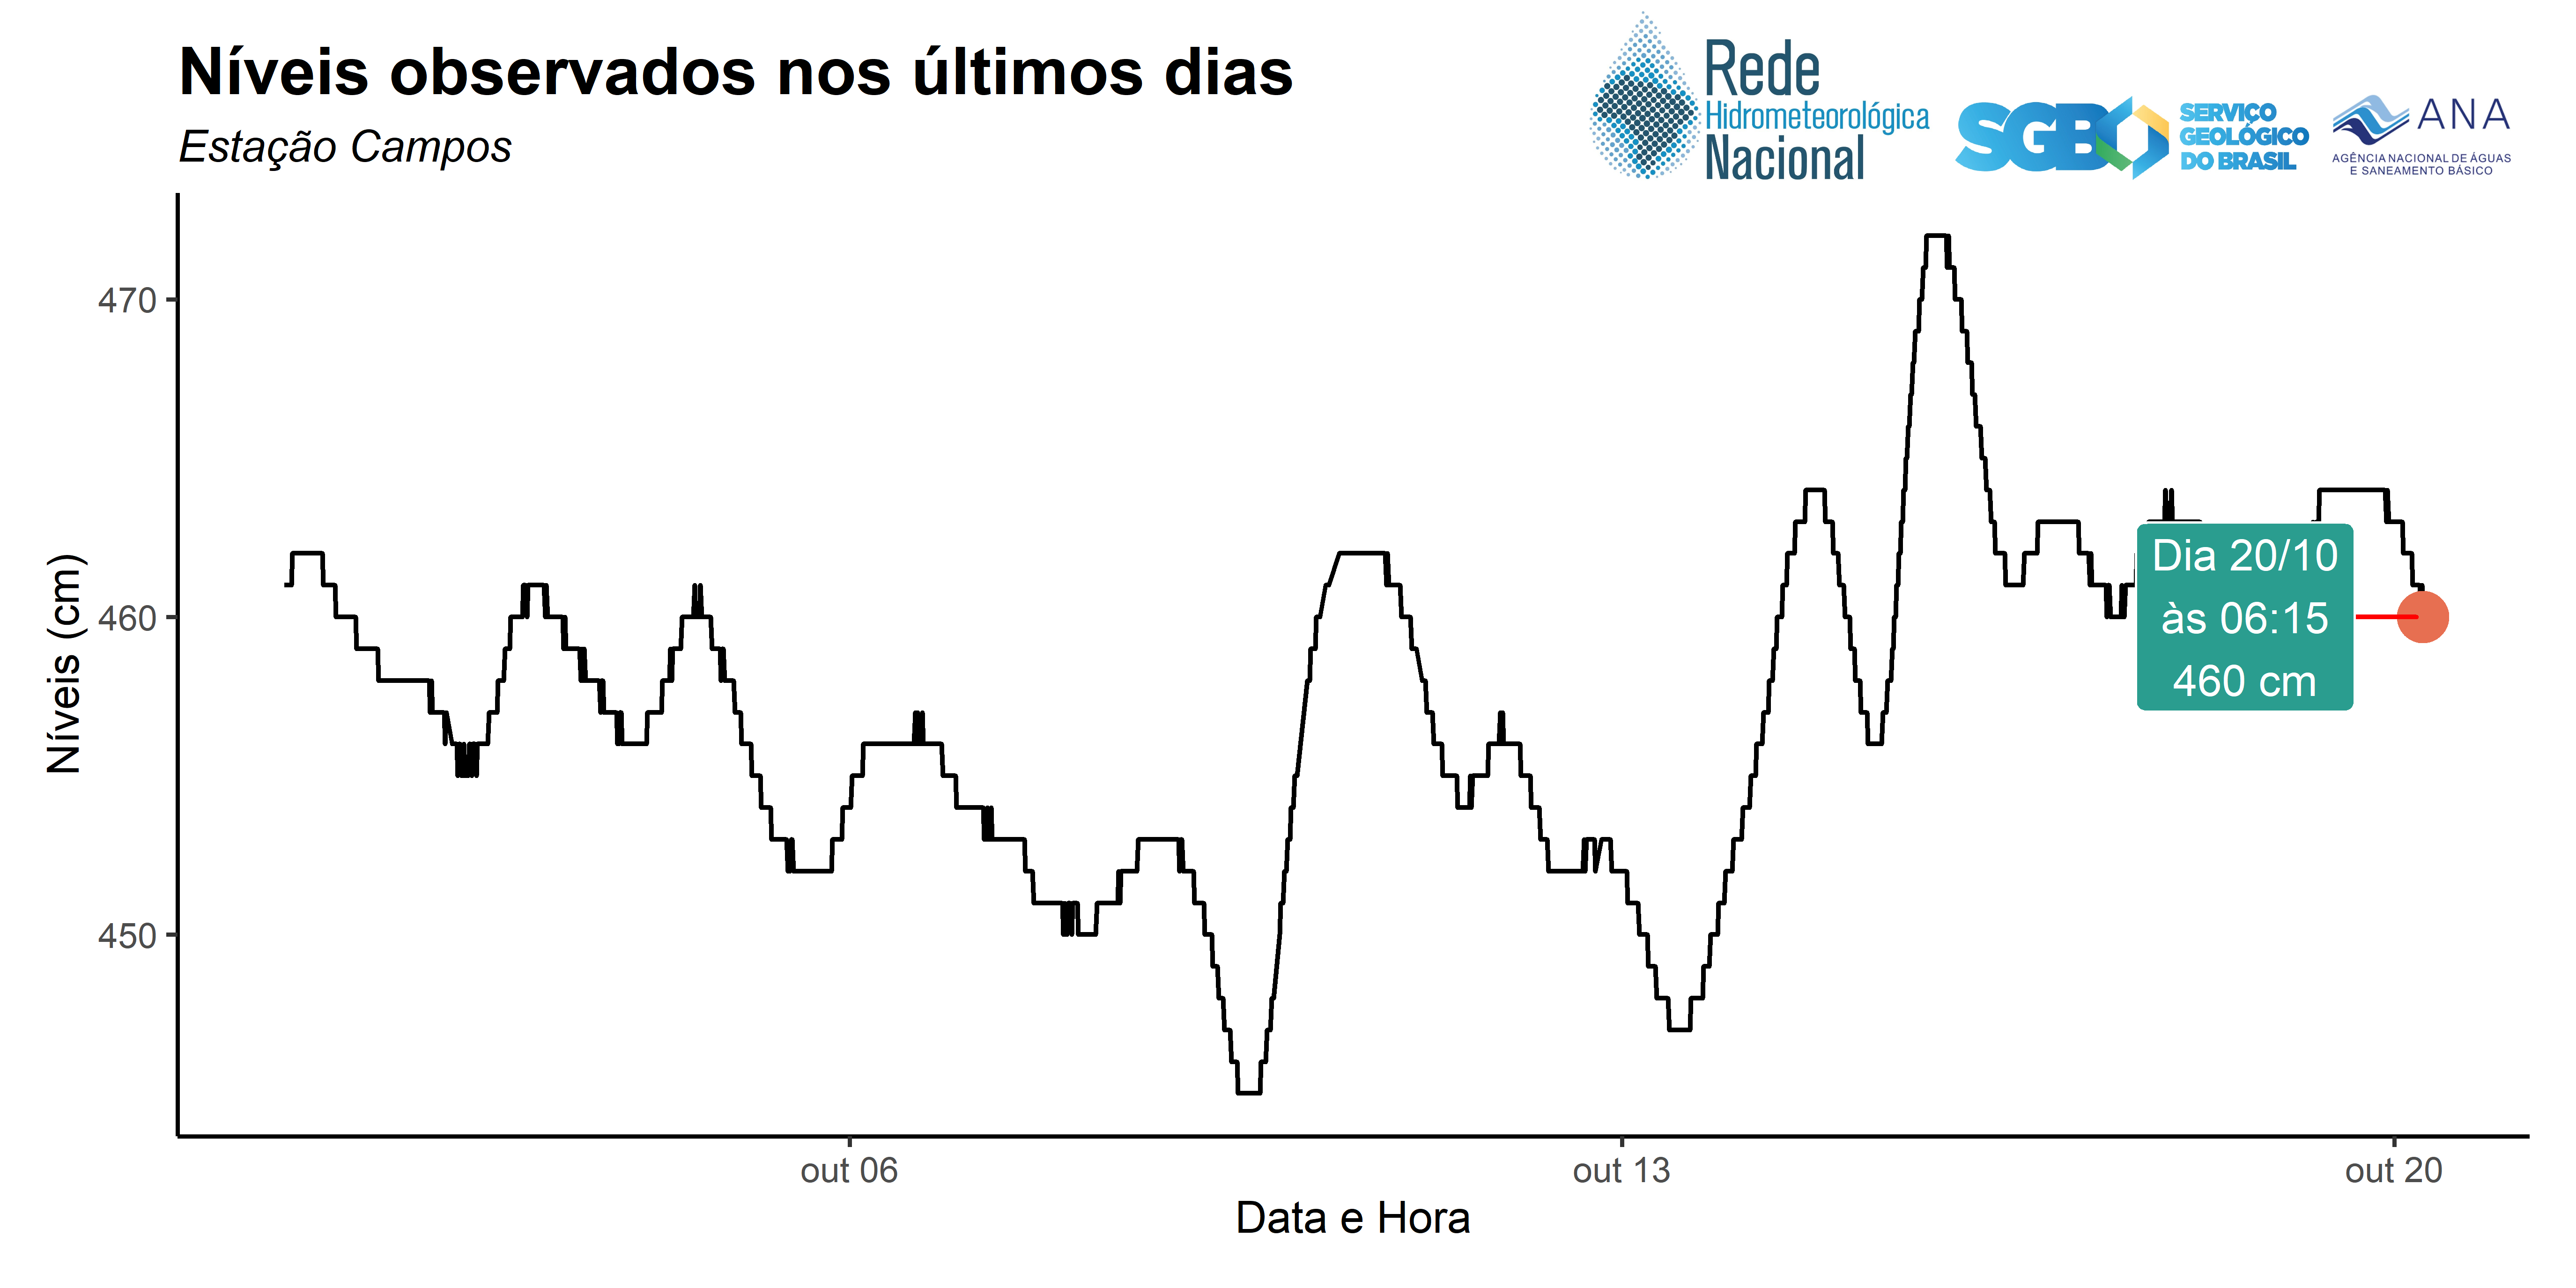 Níveis observados nos últimos dias
Estação Campos
Rede
Hidrometeorológica
Nacional
SGB
SERVIÇO
GEOLÓGICO
DO BRASIL
ANA
AGÊNCIA NACIONAL DE ÁGUAS
E SANEAMENTO BÁSICO
Níveis (cm)
470
460
450
Dia 20/10
às 06:15
460 cm
out 06
out 13
out 20
Data e Hora